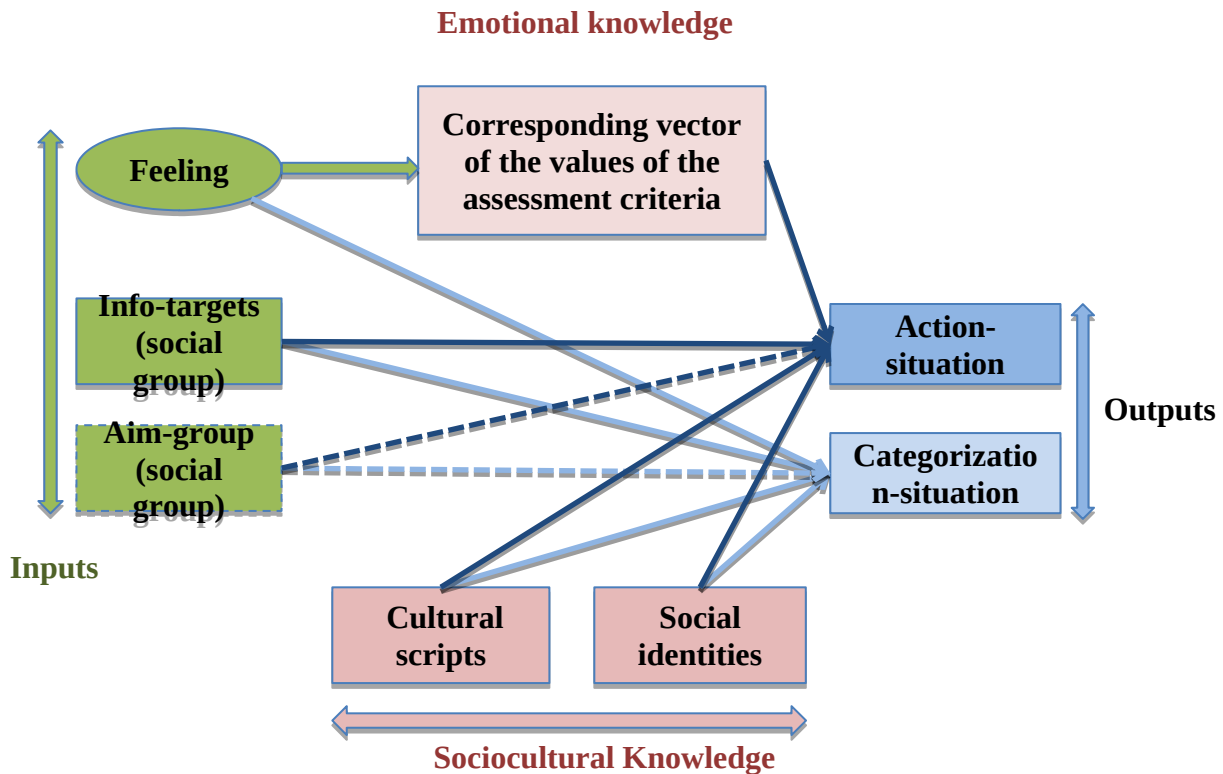 Emotional knowledge
Corresponding vector
of the values of the
assessment criteria
Feeling
Info-targets
(social
group)
Action-
situation
Outputs
Aim-group
(social
group)
Categorizatio
n-situation
Inputs
Cultural
scripts
Social
identities
Sociocultural Knowledge